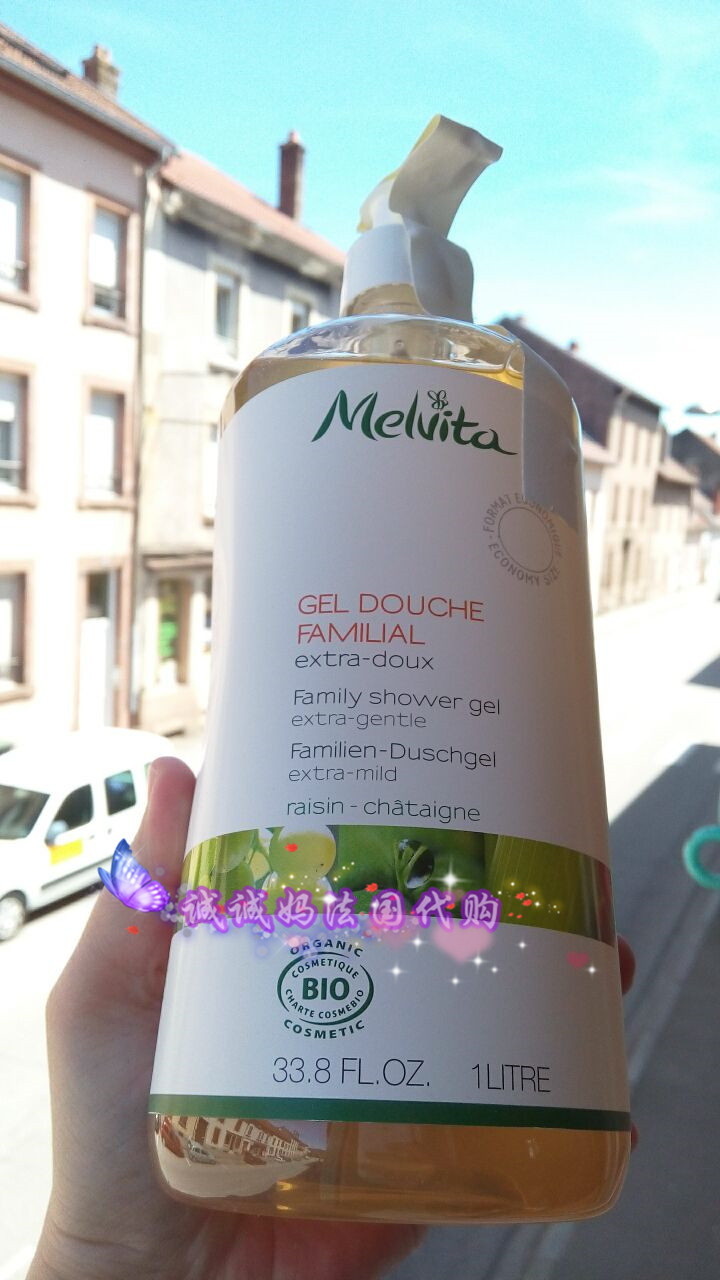 Melvita
- FORMAT ECONOMIQUE - ECONOMY SIZE
GEL DOUCHE
FAMILIAL
extra-doux
Family shower gel
extra-gentle
Familien-Duschgel
extra-mild
raisin - châtaigne
诚诚妈法国代购
ORGANIC
COSMETIQUE
BIO
CHARTE COSMEBIO
COSMETIC
33.8 FL.OZ. 1 LITRE